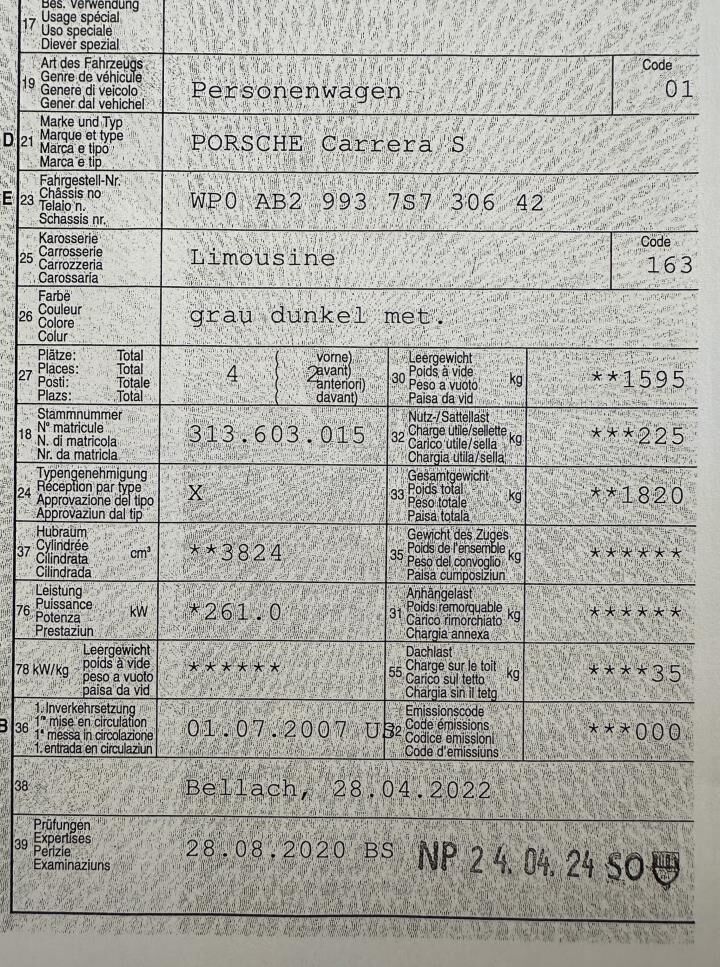 Bes. Verwendung
17 Usage spécial
Uso speciale
Diever spezial
19 Art des Fahrzeugs
Genre de véhicule
Genere di veicolo
Gener dal vehichel
Personenwagen
Code
01
D 21 Marke und Typ
Marque et type
Marca e tipo
Marca e tip
PORSCHE Carrera S
E 23 Fahrgestell-Nr.
Châssis no
Telaio n.
Schassis nr.
WP0 AB2 993 7S7 306 42
25 Karosserie
Carrosserie
Carrozzeria
Carossaria
Limousine
Code
163
26 Farbe
Couleur
Colore
Colur
grau dunkel met.
27 Plätze: Total
Places: Total
Posti: Totale
Plazs: Total
4
2
vorne)
avant)
anteriori)
davant)
30 Leergewicht
Poids à vide
Peso a vuoto
Paisa da vid
kg
**1595
18 Stammnummer
N° matricule
N. di matricola
Nr. da matricla
313.603.015
32 Nutz-/Sattellast
Charge utile/sellette
Carico utile/sella
Chargia utila/sella
kg
***225
24 Typengenehmigung
Réception par type
Approvazione del tipo
Approvaziun dal tip
X
33 Gesamtgewicht
Poids total
Peso totale
Paisa totala
kg
**1820
37 Hubraum
Cylindrée
Cilindrata
Cilindrada
cm³
**3824
35 Gewicht des Zuges
Poids de l'ensemble
Peso del convoglio
Paisa cumposiziun
kg
******
76 Leistung
Puissance
Potenza
Prestaziun
kW
*261.0
31 Anhängelast
Poids remorquable
Carico rimorchiato
Chargia annexa
kg
******
78 kW/kg
Leergewicht
poids à vide
peso a vuoto
paisa da vid
******
55 Dachlast
Charge sur le toit
Carico sul tetto
Chargia sin il tetg
kg
****35
B 36 1. Inverkehrsetzung
1re mise en circulation
1a messa in circolazione
1. entrada en circulaziun
01.07.2007 US
Emissionscode
Code émissions
Codice emissioni
Code d'emissiuns
***000
38
Bellach, 28.04.2022
39 Prüfungen
Expertises
Perizie
Examinaziuns
28.08.2020 BS
NP 24.04.24 SO